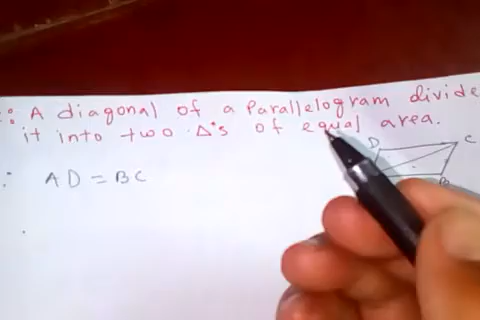 : A diagonal of a Parallelogram divide
it into two Δ's of equal area.
D
C
: AD = BC
B